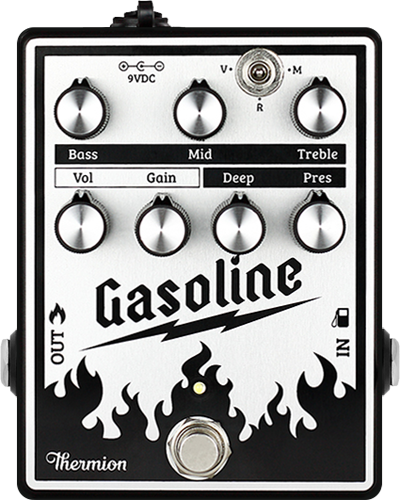 9VDC
V M
R
Bass Mid Treble
Vol Gain Deep Pres
Gasoline
OUT IN
Thermion